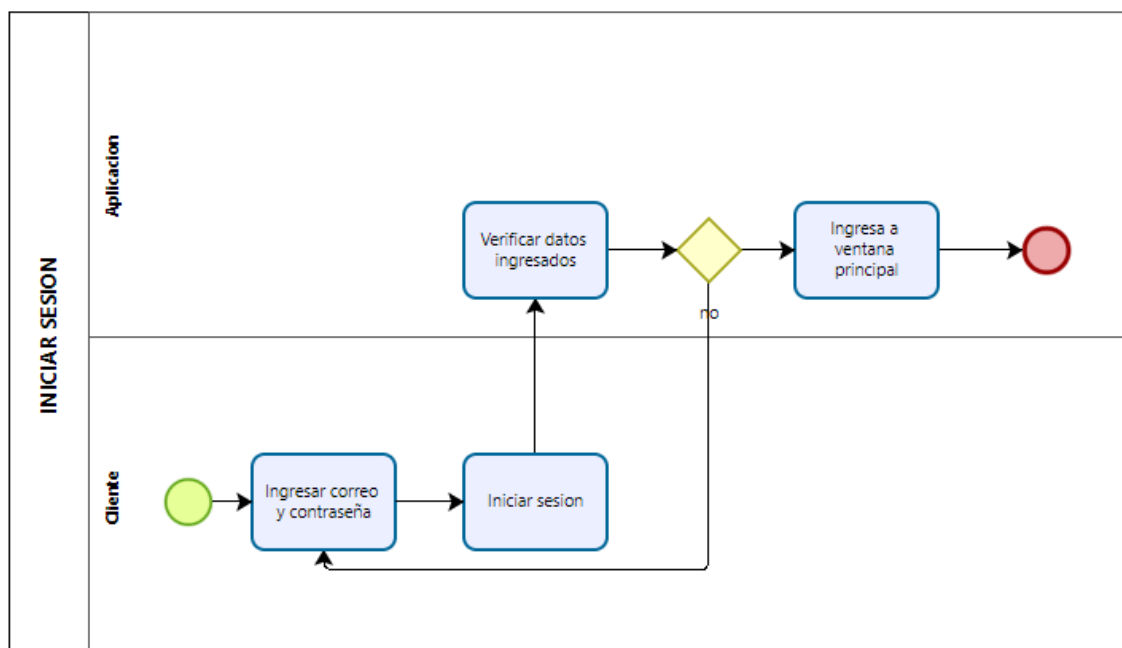 INICIAR SESION
Aplicacion
Verificar datos
ingresados
no
Ingresa a
ventana
principal
Cliente
Ingresar correo
y contraseña
Iniciar sesion